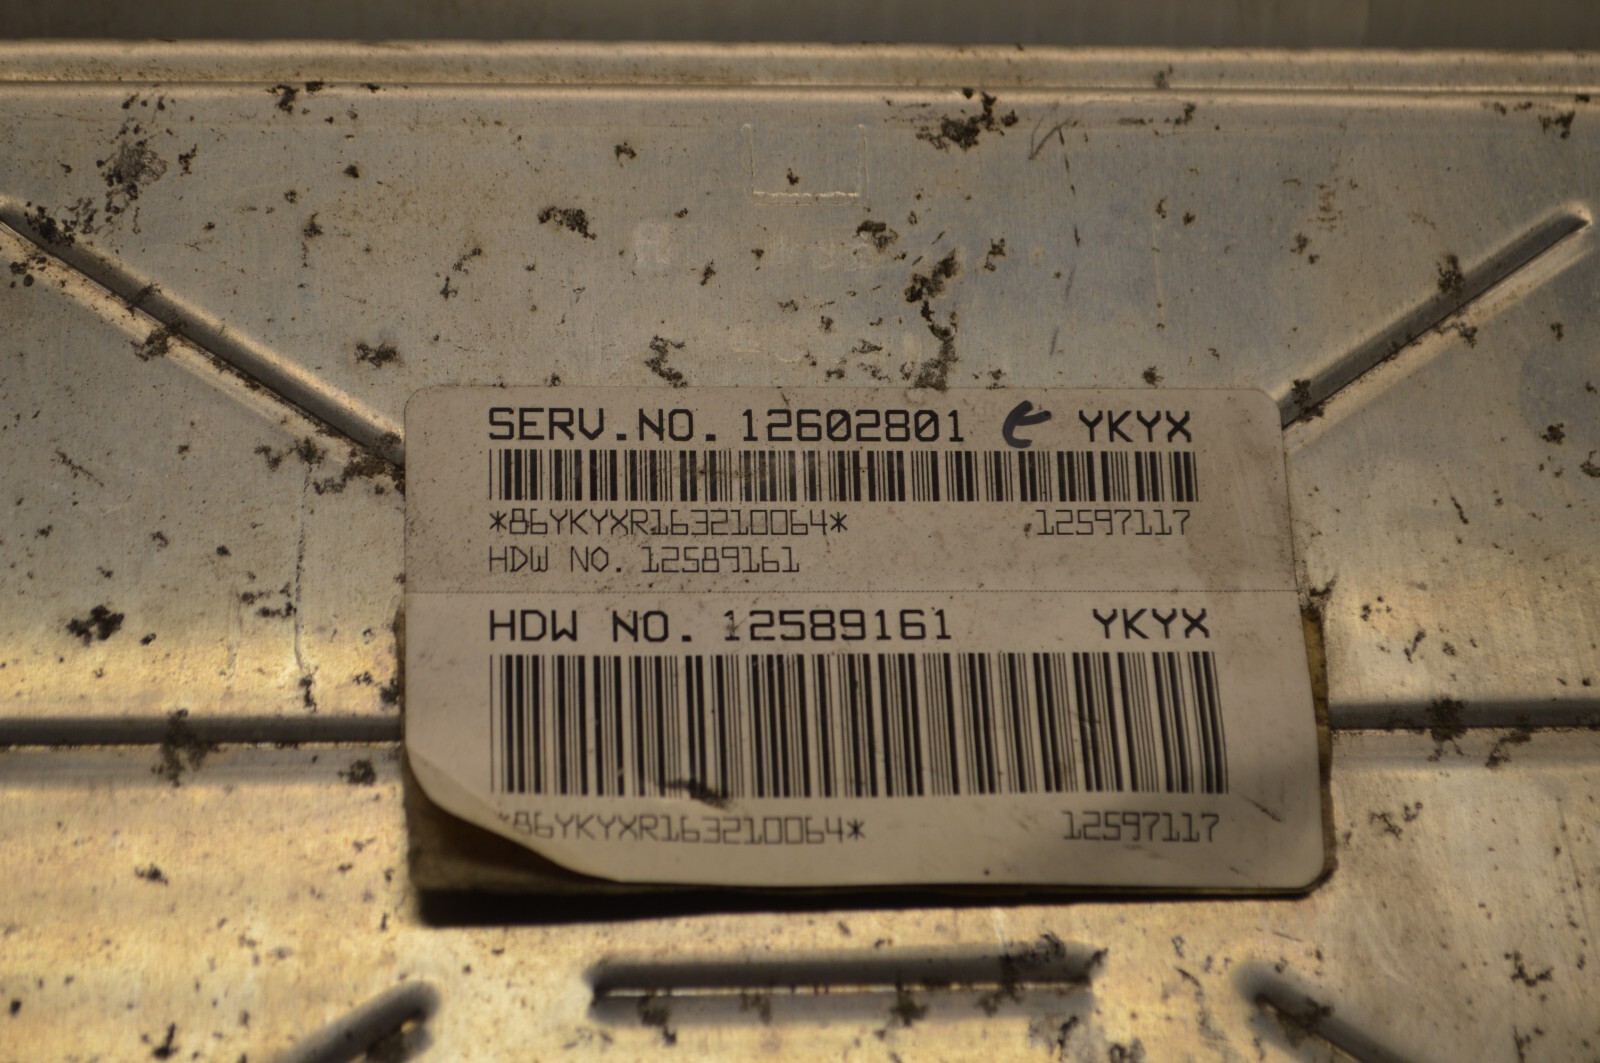 SERV.NO. 12602801 YKYX
*86YKYXR163210064* 12597117
HDW NO. 12589161
HDW NO. 12589161 YKYX
*86YKYXR163210064* 12597117